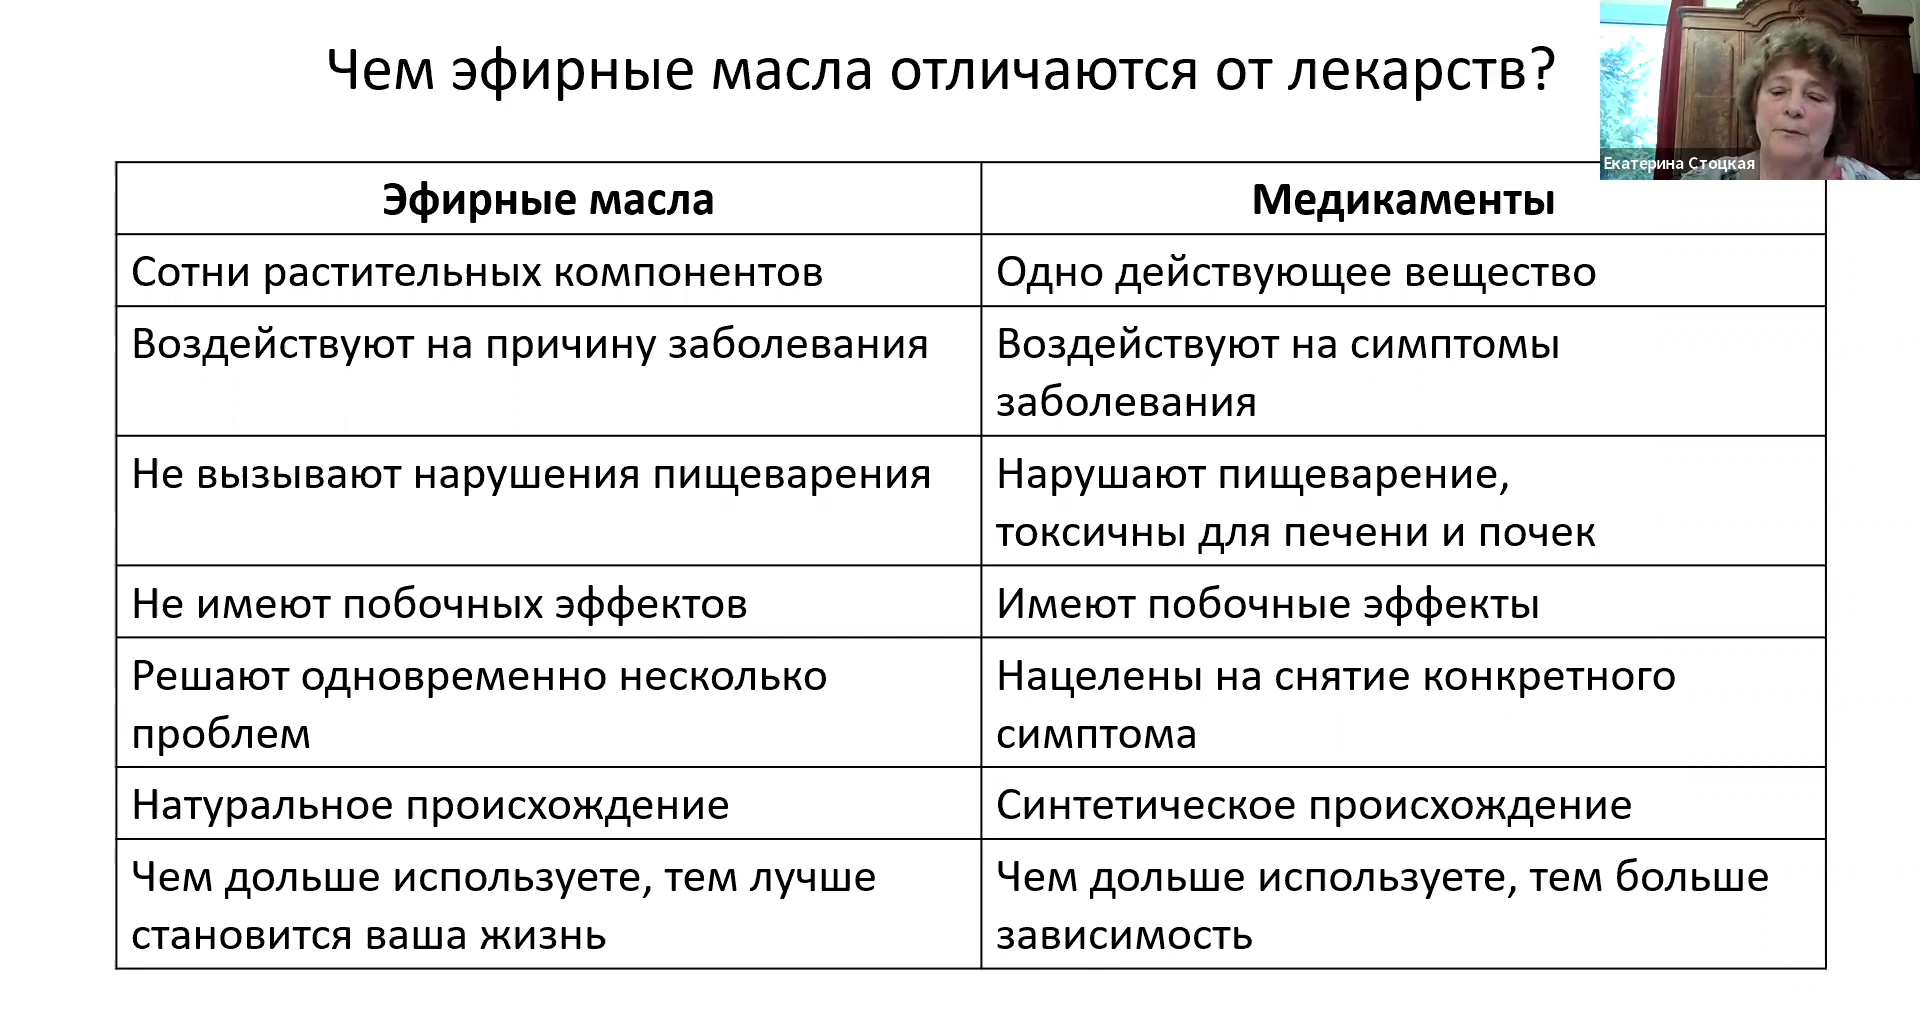 Чем эфирные масла отличаются от лекарств?
Екатерина Стоцкая
Эфирные масла
Медикаменты
Сотни растительных компонентов
Одно действующее вещество
Воздействуют на причину заболевания
Воздействуют на симптомы
заболевания
Не вызывают нарушения пищеварения
Нарушают пищеварение,
токсичны для печени и почек
Не имеют побочных эффектов
Имеют побочные эффекты
Решают одновременно несколько
проблем
Нацелены на снятие конкретного
симптома
Натуральное происхождение
Синтетическое происхождение
Чем дольше используете, тем лучше
становится ваша жизнь
Чем дольше используете, тем больше
зависимость